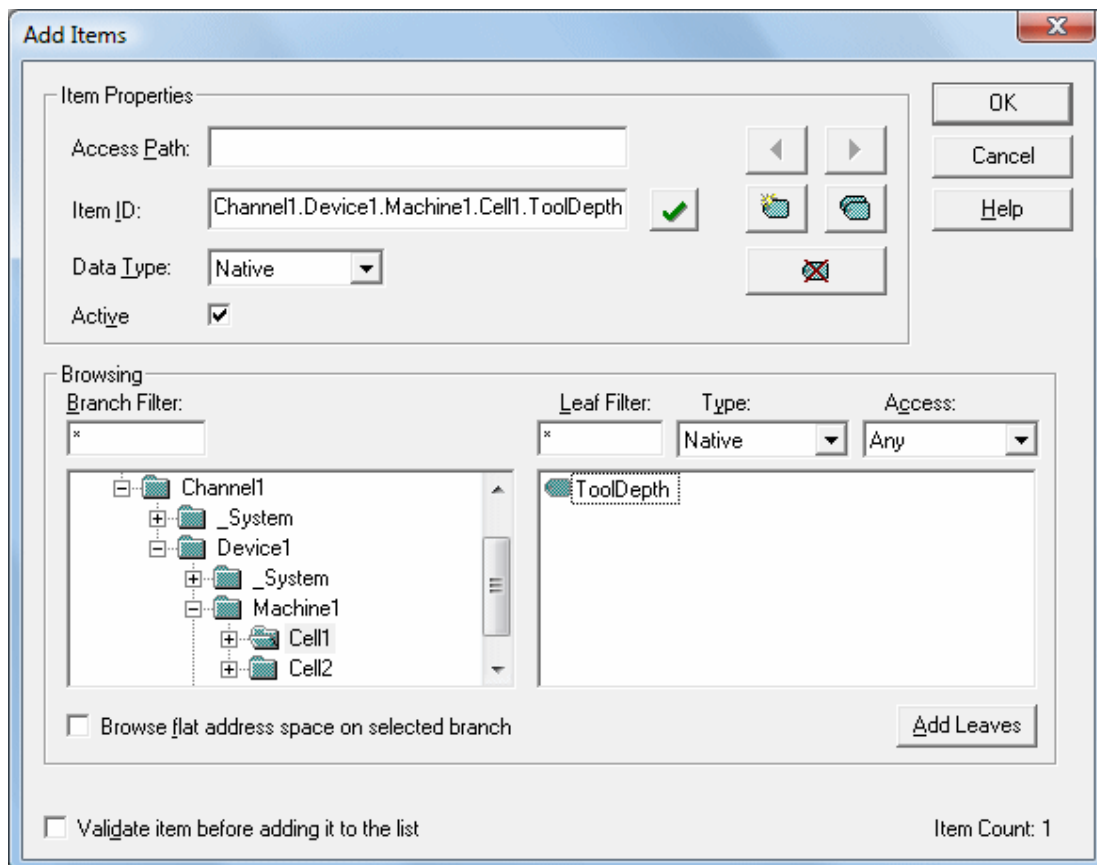 Add Items
Item Properties
OK
Access Path:
Cancel
Item ID: Channel1.Device1.Machine1.Cell1.ToolDepth
Help
Data Type: Native
Active
Browsing
Branch Filter: Leaf Filter: Type: Access:
* * Native Any
Channel1 ToolDepth
_System
Device1
_System
Machine1
Cell1
Cell2
Browse flat address space on selected branch Add Leaves
Validate item before adding it to the list Item Count: 1